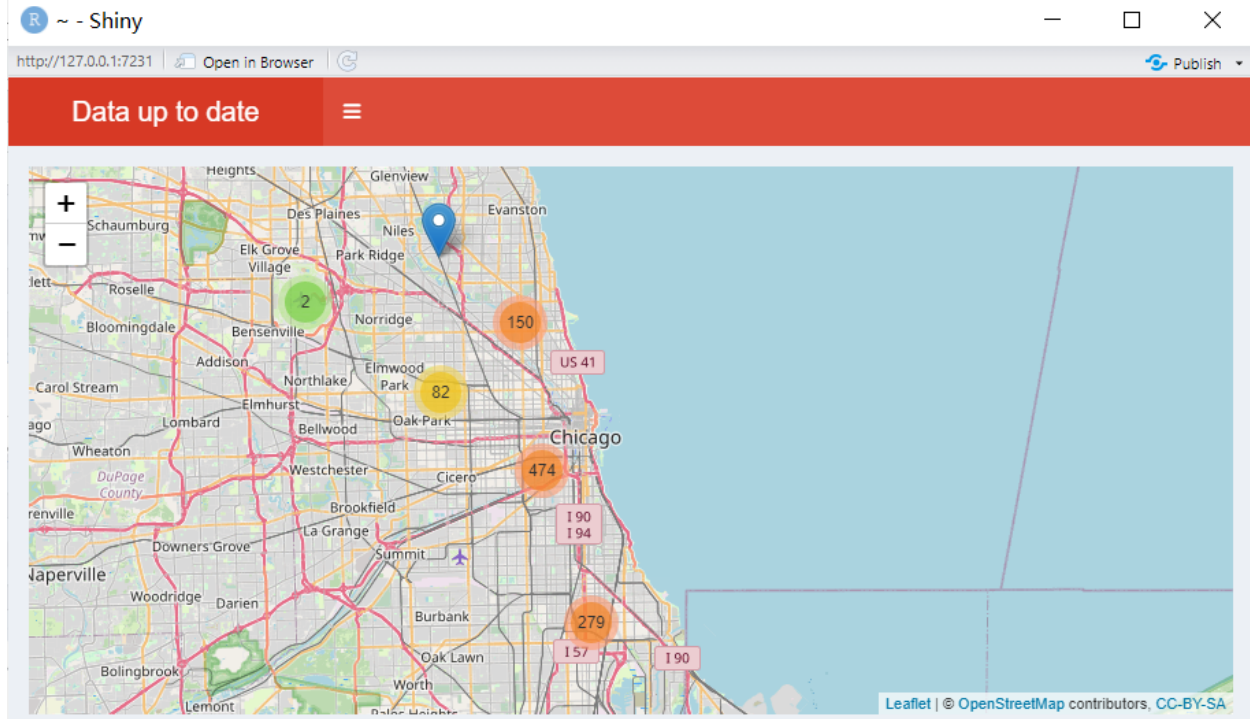 R ~ - Shiny
http://127.0.0.1:7231 Open in Browser Publish
Data up to date
Heights
Glenview
+
Des Plaines
Evanston
Schaumburg
Niles
−
Elk Grove
Village
Park Ridge
Roselle
2
Norridge
150
Bloomingdale
Bensenville
US 41
Addison
Elmwood
Park
Northlake
82
Carol Stream
Elmhurst
Lombard
Bellwood
Oak Park
ago
Chicago
Wheaton
Westchester
Cicero
474
DuPage
County
renville
Brookfield
La Grange
I 90
I 94
Downers Grove
Summit
Naperville
Woodridge
Darien
Burbank
279
I 57
Oak Lawn
I 90
Bolingbrook
Worth
Lemont
Palos Heights
Leaflet | © OpenStreetMap contributors, CC-BY-SA